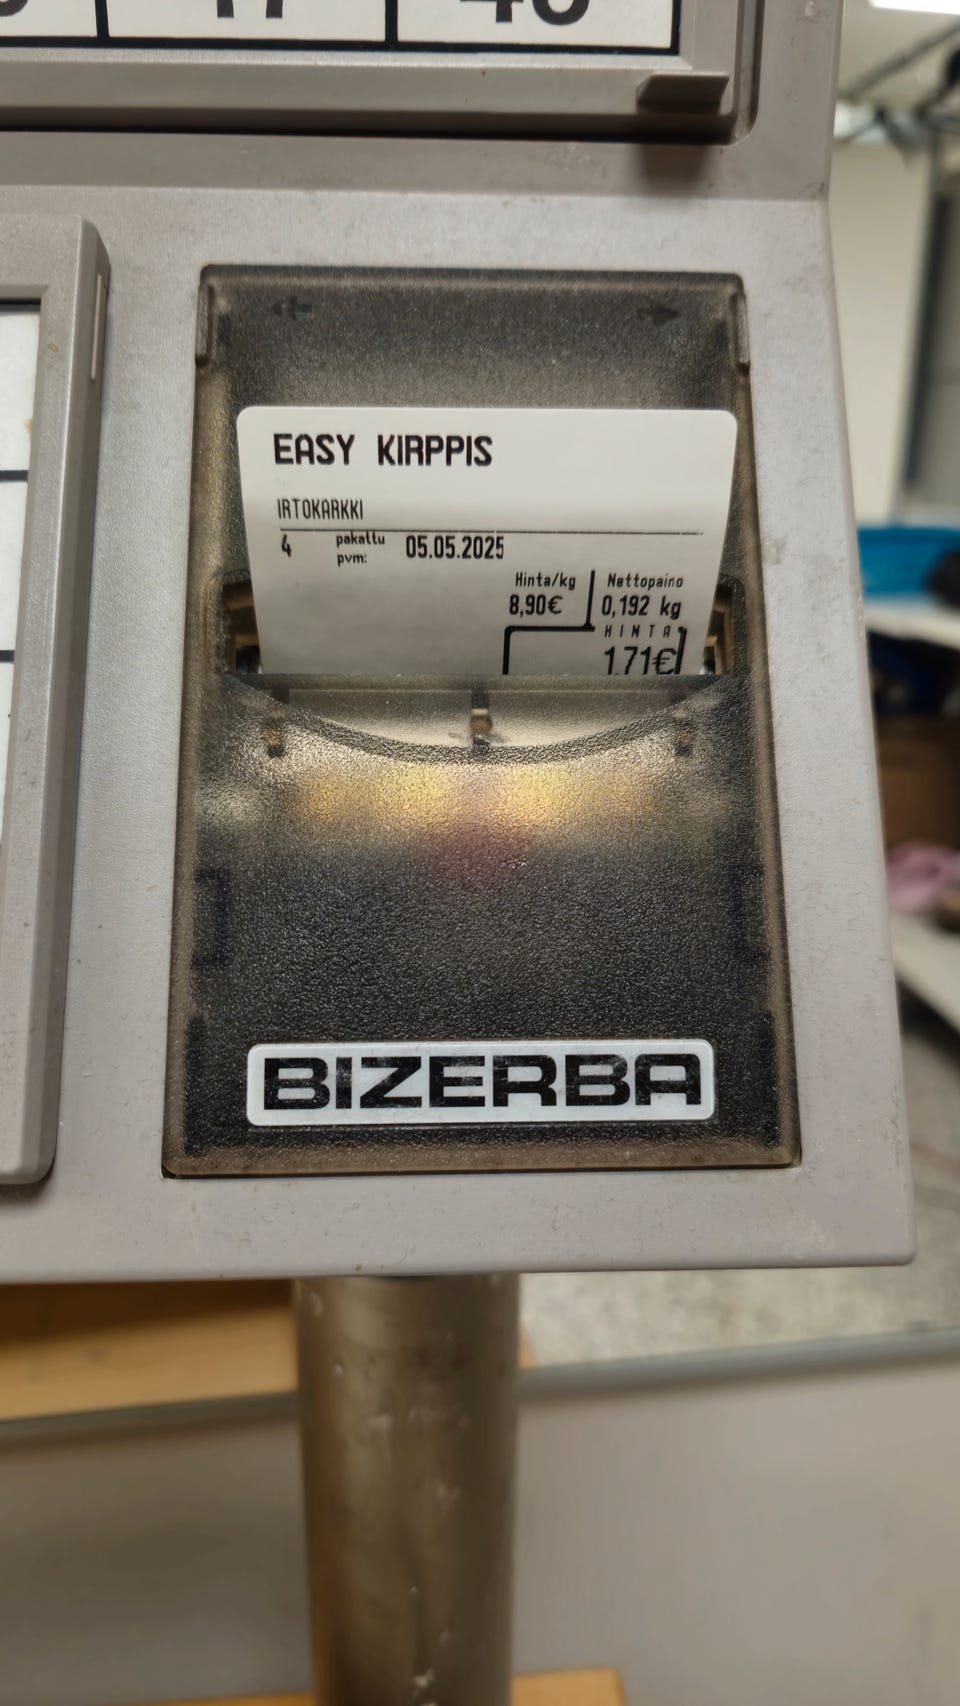 47
EASY KIRPPIS
IRTOKARKKI
4 pakattu pvm: 05.05.2025
Hinta/kg Nettopaino
8,90€ 0,192 kg
HINTA
1,71€
BIZERBA